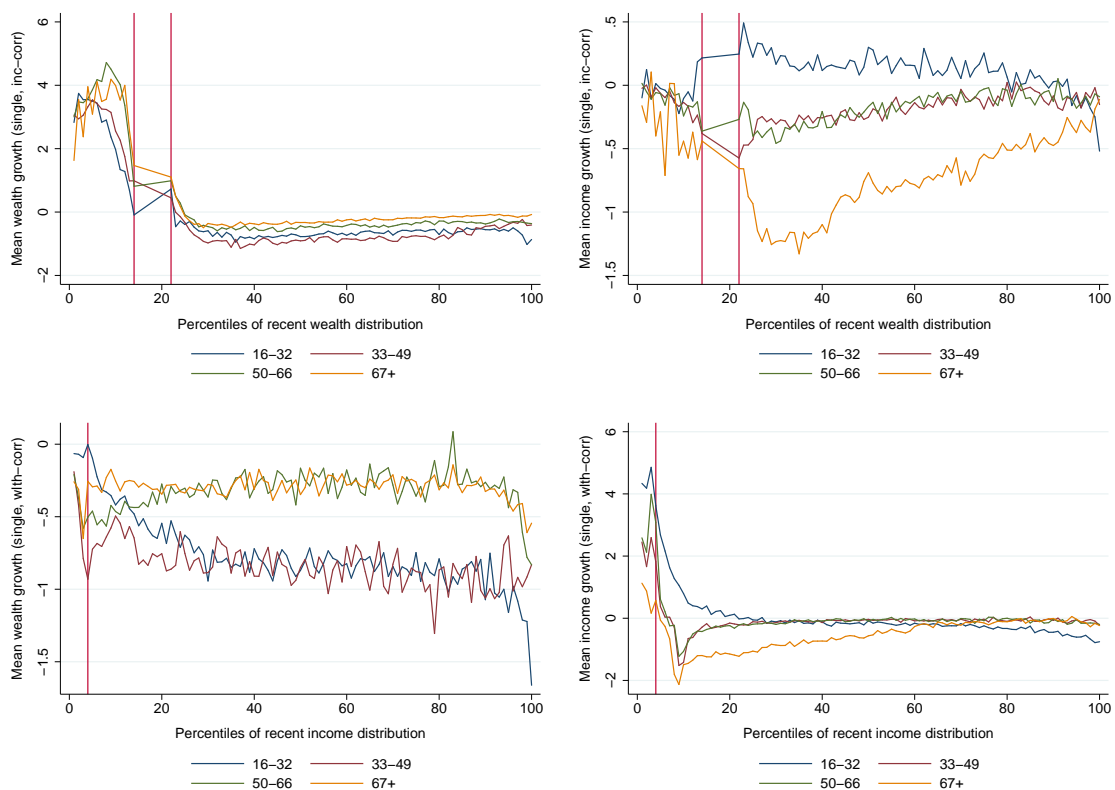 Mean wealth growth (single, inc−corr)
6
4
2
0
−2
0 20 40 60 80 100
Percentiles of recent wealth distribution
16−32 33−49
50−66 67+
Mean income growth (single, inc−corr)
.5
0
−.5
−1
−1.5
0 20 40 60 80 100
Percentiles of recent wealth distribution
16−32 33−49
50−66 67+
Mean wealth growth (single, with−corr)
0
−.5
−1
−1.5
0 20 40 60 80 100
Percentiles of recent income distribution
16−32 33−49
50−66 67+
Mean income growth (single, with−corr)
6
4
2
0
−2
0 20 40 60 80 100
Percentiles of recent income distribution
16−32 33−49
50−66 67+